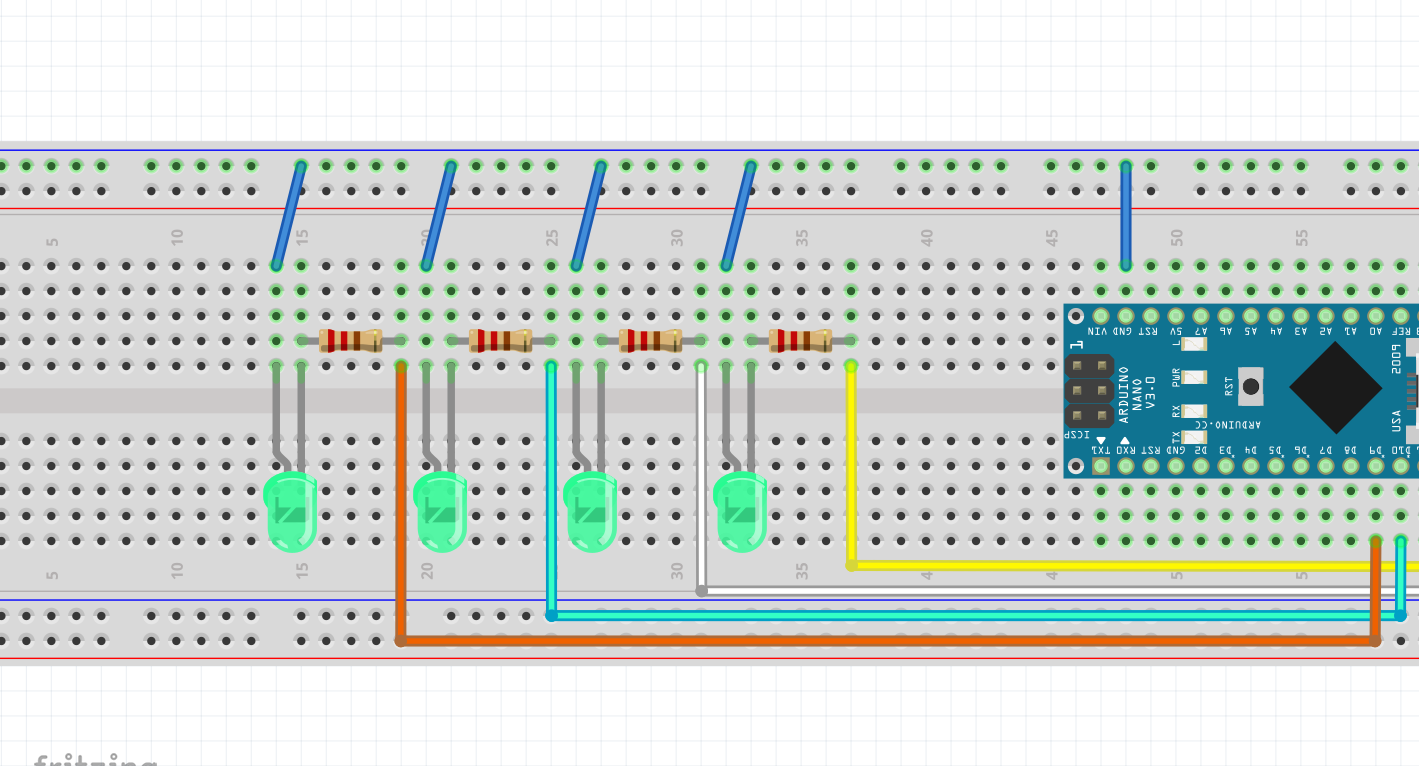 5 10 15 20 25 30 35 40 45 50 55
VIN GND RST 5V A7 A6 A5 A4 A3 A2 A1 A0 REF
L
PWR
RX
TX
RST
ARDUINO
NANO
V3.0
ICSP
ARDUINO.CC
USA
TX1 RX0 RST GND D2 D3 D4 D5 D6 D7 D8 D9 D10
5 10 15 20 30 35 4 4 5 5
fritzing